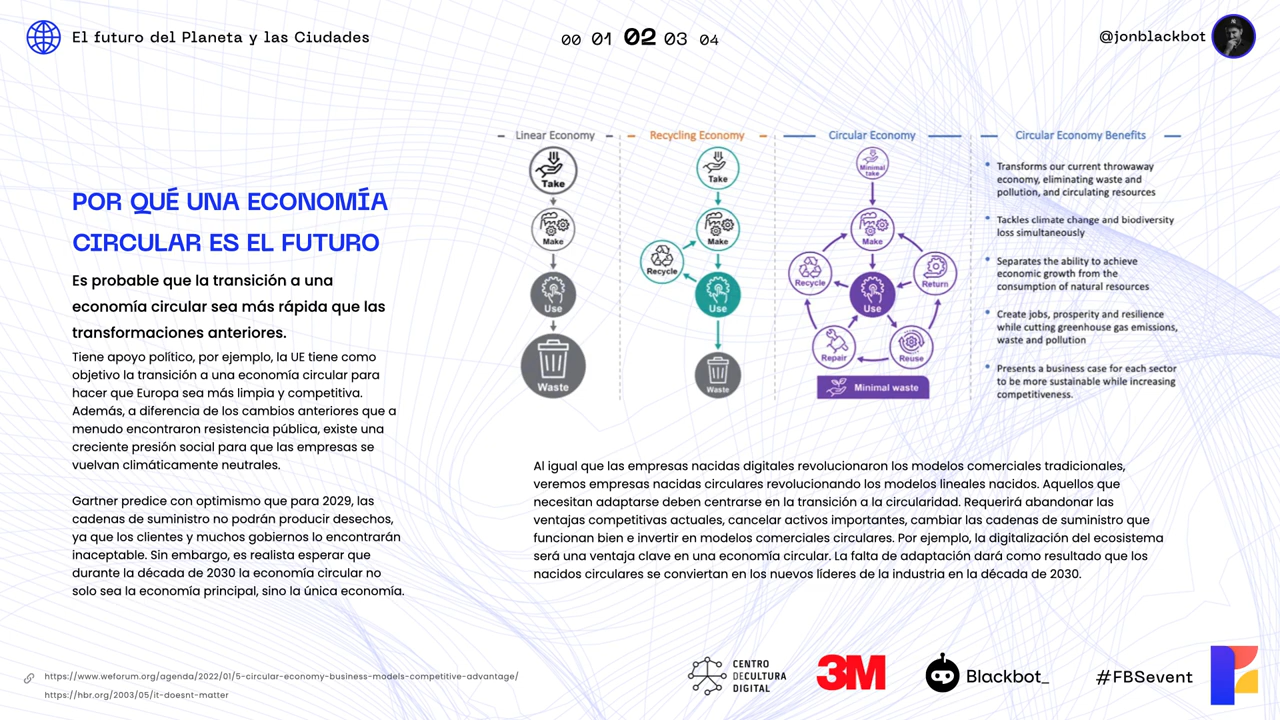 El futuro del Planeta y las Ciudades
00 01 02 03 04
@jonblackbot
POR QUÉ UNA ECONOMÍA
CIRCULAR ES EL FUTURO
Es probable que la transición a una
economía circular sea más rápida que las
transformaciones anteriores.
Tiene apoyo político, por ejemplo, la UE tiene como
objetivo la transición a una economía circular para
hacer que Europa sea más limpia y competitiva.
Además, a diferencia de los cambios anteriores que a
menudo encontraron resistencia pública, existe una
creciente presión social para que las empresas se
vuelvan climáticamente neutrales.
Gartner predice con optimismo que para 2029, las
cadenas de suministro no podrán producir desechos,
ya que los clientes y muchos gobiernos lo encontrarán
inaceptable. Sin embargo, es realista esperar que
durante la década de 2030 la economía circular no
solo sea la economía principal, sino la única economía.
Linear Economy
Take
Make
Use
Waste
Recycling Economy
Take
Make
Recycle
Use
Waste
Circular Economy
Minimal
take
Make
Recycle
Return
Use
Repair
Reuse
Minimal waste
Circular Economy Benefits
• Transforms our current throwaway
economy, eliminating waste and
pollution, and circulating resources
• Tackles climate change and biodiversity
loss simultaneously
• Separates the ability to achieve
economic growth from the
consumption of natural resources
• Create jobs, prosperity and resilience
while cutting greenhouse gas emissions,
waste and pollution
• Presents a business case for each sector
to be more sustainable while increasing
competitiveness.
Al igual que las empresas nacidas digitales revolucionaron los modelos comerciales tradicionales,
veremos empresas nacidas circulares revolucionando los modelos lineales nacidos. Aquellos que
necesitan adaptarse deben centrarse en la transición a la circularidad. Requerirá abandonar las
ventajas competitivas actuales, cancelar activos importantes, cambiar las cadenas de suministro que
funcionan bien e invertir en modelos comerciales circulares. Por ejemplo, la digitalización del ecosistema
será una ventaja clave en una economía circular. La falta de adaptación dará como resultado que los
nacidos circulares se conviertan en los nuevos líderes de la industria en la década de 2030.
https://www.weforum.org/agenda/2022/01/5-circular-economy-business-models-competitive-advantage/
https://hbr.org/2003/05/it-doesnt-matter
CENTRO
DECULTURA
DIGITAL
3M
Blackbot_
#FBSevent